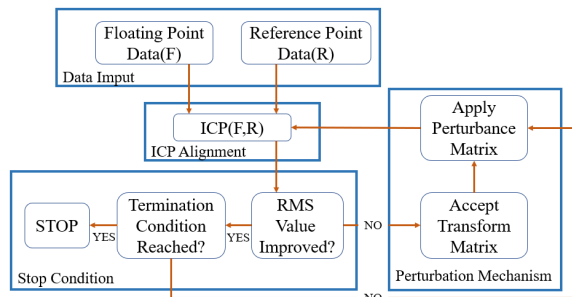 Floating Point
Data(F)
Reference Point
Data(R)
Data Imput
ICP(F,R)
ICP Alignment
Apply
Perturbance
Matrix
STOP
YES
Termination
Condition
Reached?
YES
RMS
Value
Improved?
NO
Accept
Transform
Matrix
Stop Condition
Perturbation Mechanism
NO